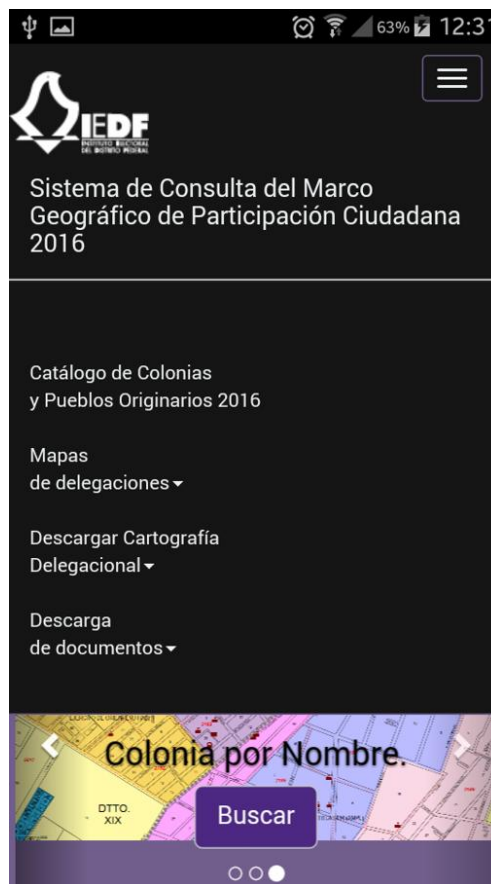 63% 12:31
IEDF
INSTITUTO ELECTORAL
DEL DISTRITO FEDERAL
Sistema de Consulta del Marco
Geográfico de Participación Ciudadana
2016
Catálogo de Colonias
y Pueblos Originarios 2016
Mapas
de delegaciones
Descargar Cartografía
Delegacional
Descarga
de documentos
Colonia por Nombre.
DTTO.
XIX
Buscar